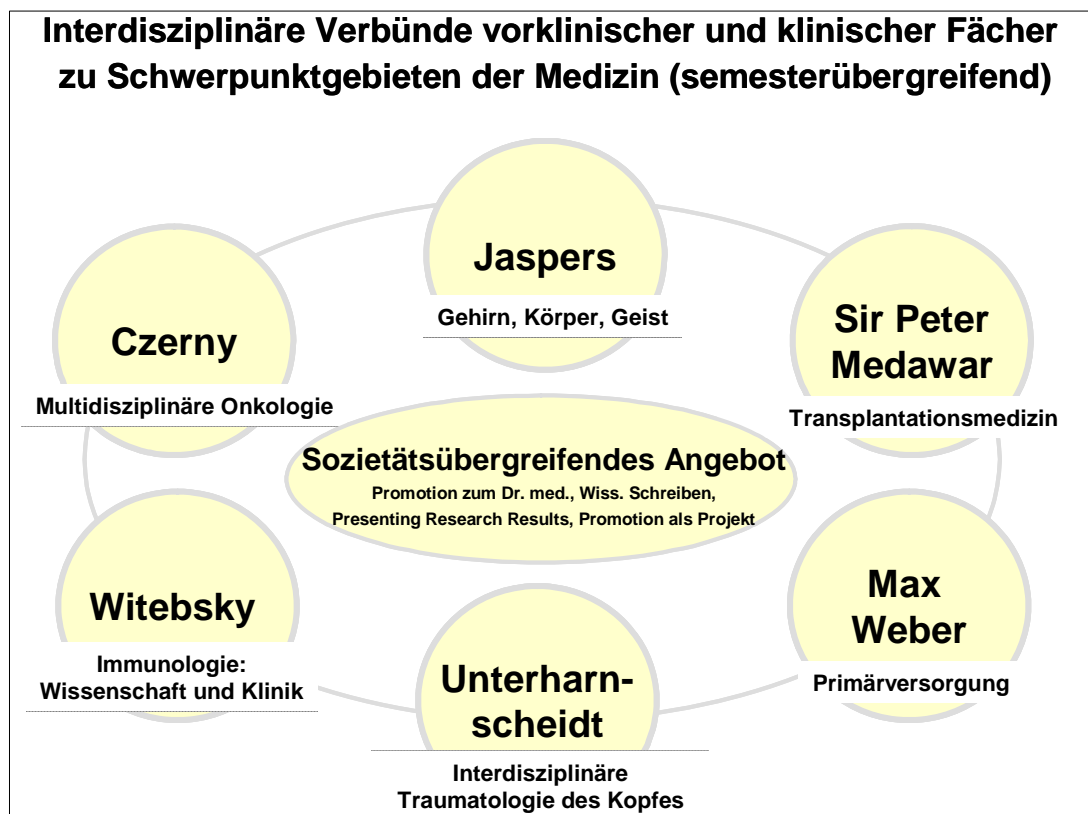 Interdisziplinäre Verbünde vorklinischer und klinischer Fächer
zu Schwerpunktgebieten der Medizin (semesterübergreifend)
Jaspers
Gehirn, Körper, Geist
Czerny
Multidisziplinäre Onkologie
Sir Peter
Medawar
Transplantationsmedizin
Sozietätsübergreifendes Angebot
Promotion zum Dr. med., Wiss. Schreiben,
Presenting Research Results, Promotion als Projekt
Witebsky
Immunologie:
Wissenschaft und Klinik
Unterharn-
scheidt
Interdisziplinäre
Traumatologie des Kopfes
Max
Weber
Primärversorgung